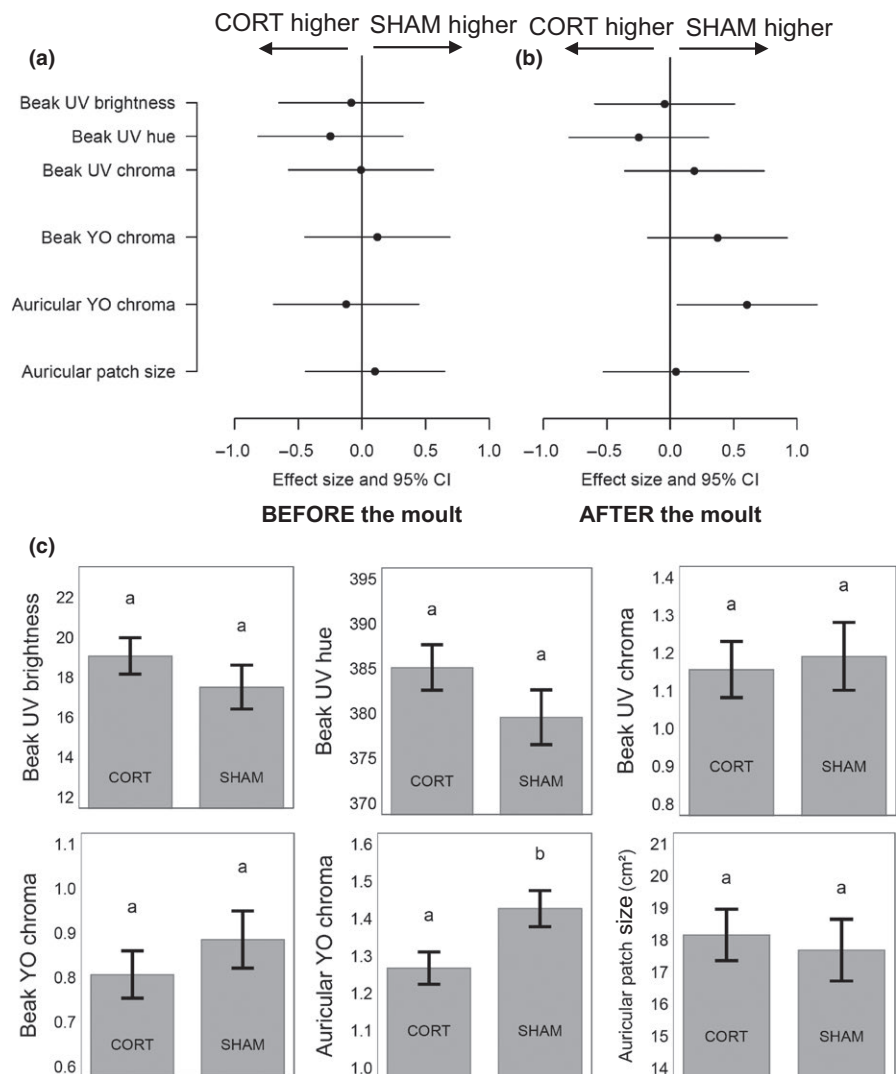 CORT higher SHAM higher CORT higher SHAM higher
(a) (b)
Beak UV brightness
Beak UV hue
Beak UV chroma
Beak YO chroma
Auricular YO chroma
Auricular patch size
−1.0 −0.5 0.0 0.5 1.0 −1.0 −0.5 0.0 0.5 1.0
Effect size and 95% CI Effect size and 95% CI
BEFORE the moult AFTER the moult
(c)
Beak UV brightness
22
20
18
16
14
12
a a
CORT SHAM
Beak UV hue
395
390
385
380
375
370
a a
CORT SHAM
Beak UV chroma
1.4
1.3
1.2
1.1
1.0
0.9
0.8
a a
CORT SHAM
Beak YO chroma
1.1
1.0
0.9
0.8
0.7
0.6
a a
CORT SHAM
Auricular YO chroma
1.6
1.5
1.4
1.3
1.2
1.1
1.0
a b
CORT SHAM
Auricular patch size (cm²)
21
20
19
18
17
16
15
14
a a
CORT SHAM